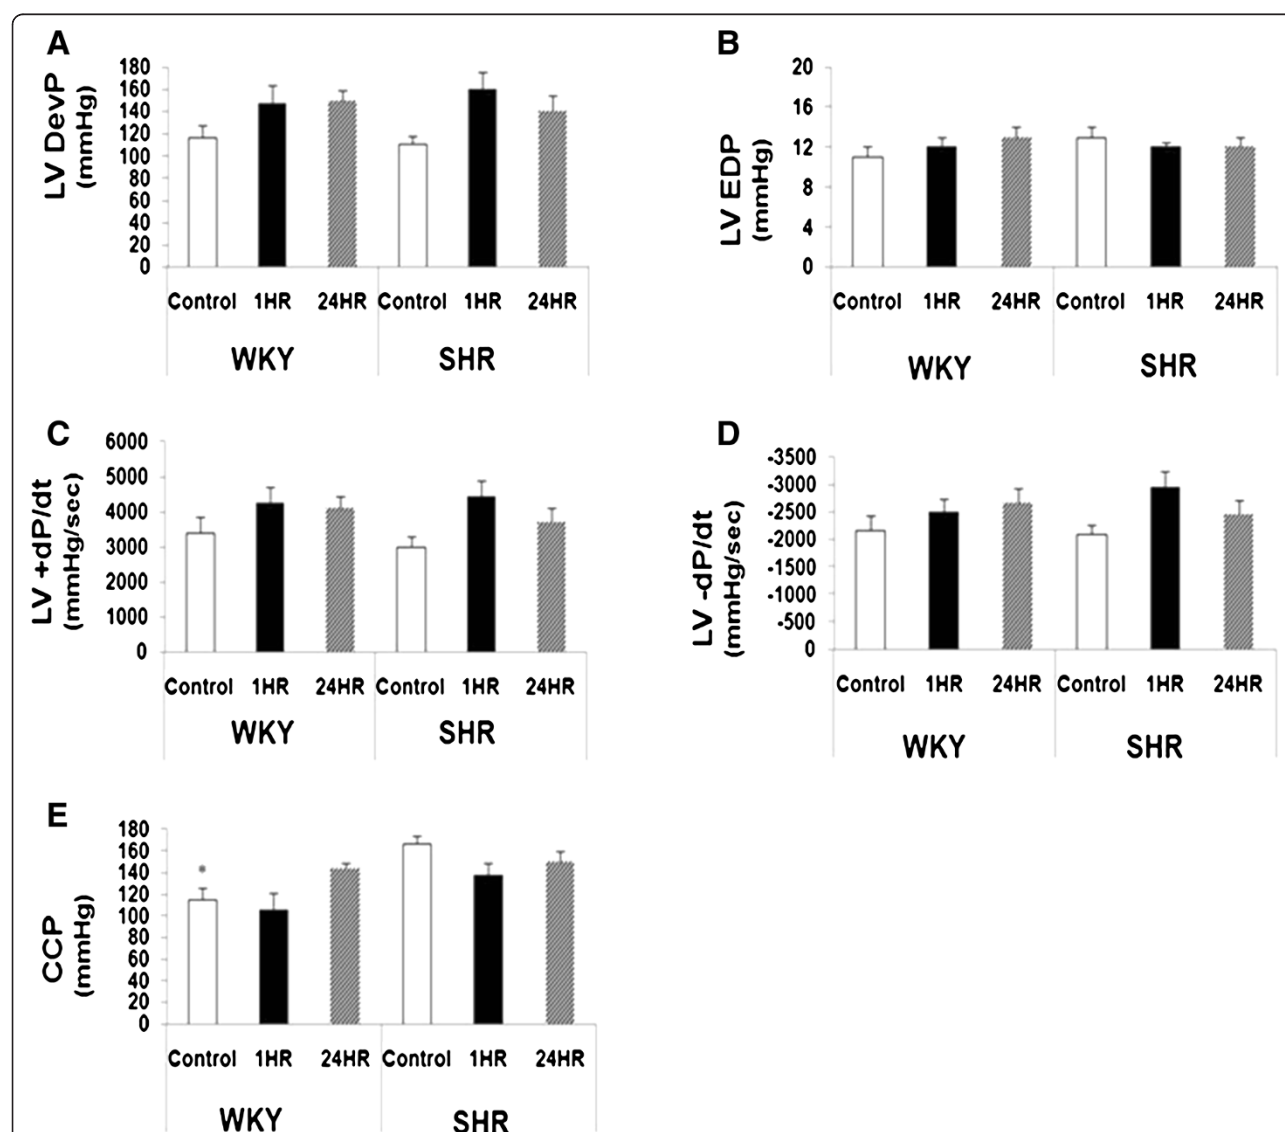 A
LV DevP
(mmHg)
180
160
140
120
100
80
60
40
20
0
Control 1HR 24HR Control 1HR 24HR
WKY SHR
B
LV EDP
(mmHg)
20
16
12
8
4
0
Control 1HR 24HR Control 1HR 24HR
WKY SHR
C
LV +dP/dt
(mmHg/sec)
6000
5000
4000
3000
2000
1000
0
Control 1HR 24HR Control 1HR 24HR
WKY SHR
D
LV -dP/dt
(mmHg/sec)
-3500
-3000
-2500
-2000
-1500
-1000
-500
0
Control 1HR 24HR Control 1HR 24HR
WKY SHR
E
CCP
(mmHg)
180
160
140
120
100
80
60
40
20
0
*
Control 1HR 24HR Control 1HR 24HR
WKY SHR